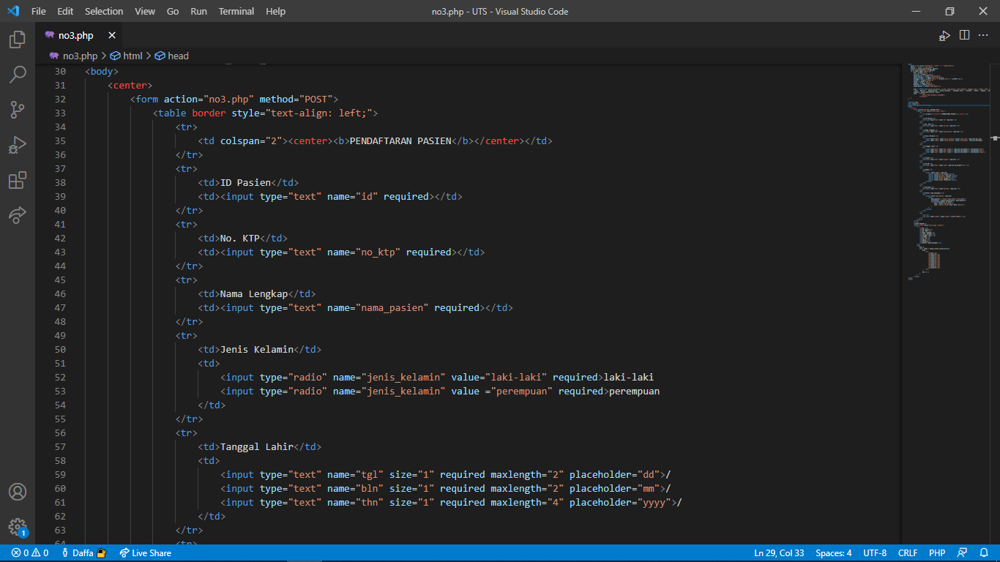 File Edit Selection View Go Run Terminal Help no3.php - UTS - Visual Studio Code
no3.php
no3.php > html > head
30 <body>
31 <center>
32 <form action="no3.php" method="POST">
33 <table border style="text-align: left;">
34 <tr>
35 <td colspan="2"><center><b>PENDAFTARAN PASIEN</b></center></td>
36 </tr>
37 <tr>
38 <td>ID Pasien</td>
39 <td><input type="text" name="id" required></td>
40 </tr>
41 <tr>
42 <td>No. KTP</td>
43 <td><input type="text" name="no_ktp" required></td>
44 </tr>
45 <tr>
46 <td>Nama Lengkap</td>
47 <td><input type="text" name="nama_pasien" required></td>
48 </tr>
49 <tr>
50 <td>Jenis Kelamin</td>
51 <td>
52 <input type="radio" name="jenis_kelamin" value="laki-laki" required>laki-laki
53 <input type="radio" name="jenis_kelamin" value ="perempuan" required>perempuan
54 </td>
55 </tr>
56 <tr>
57 <td>Tanggal Lahir</td>
58 <td>
59 <input type="text" name="tgl" size="1" required maxlength="2" placeholder="dd">/
60 <input type="text" name="bln" size="1" required maxlength="2" placeholder="mm">/
61 <input type="text" name="thn" size="1" required maxlength="4" placeholder="yyyy">/
62 </td>
63 </tr>
64 <tr>
1
0 0 Daffa Live Share Ln 29, Col 33 Spaces: 4 UTF-8 CRLF PHP